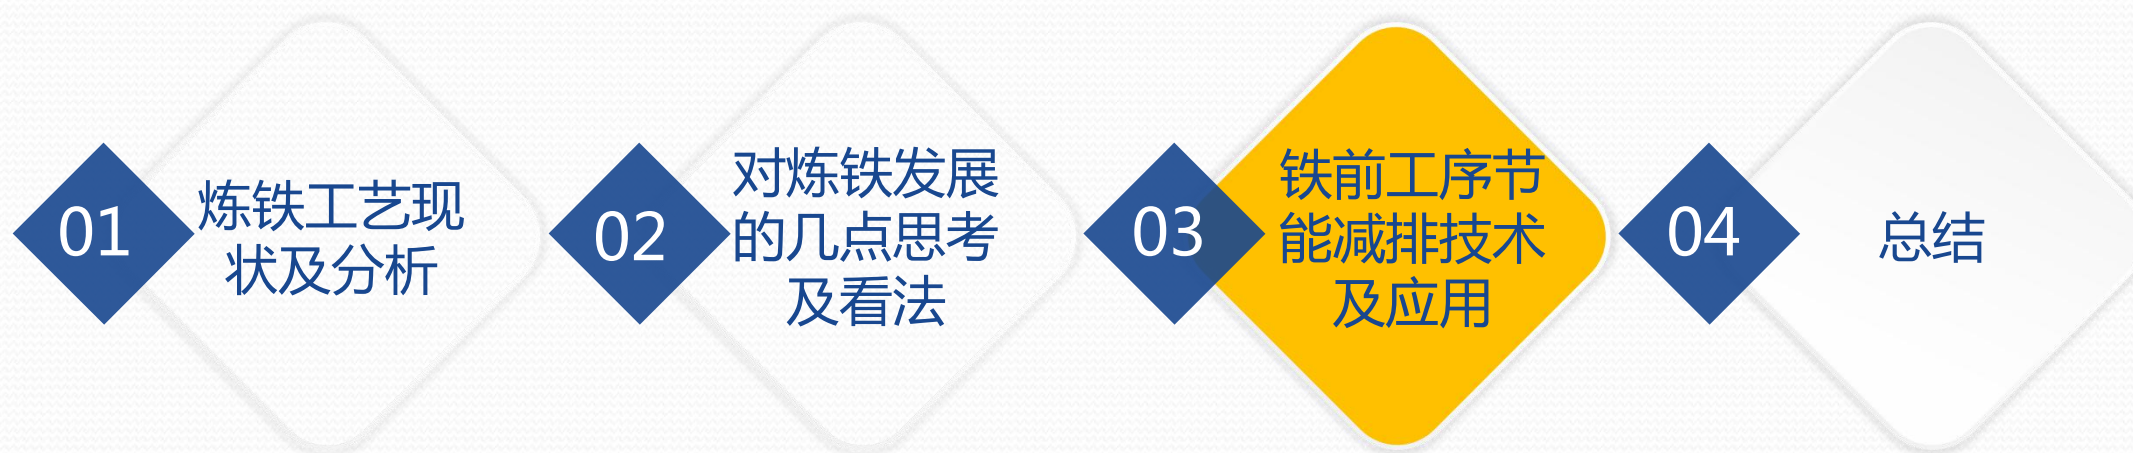 01
炼铁工艺现
状及分析
02
对炼铁发展
的几点思考
及看法
03
铁前工序节
能减排技术
及应用
04
总结